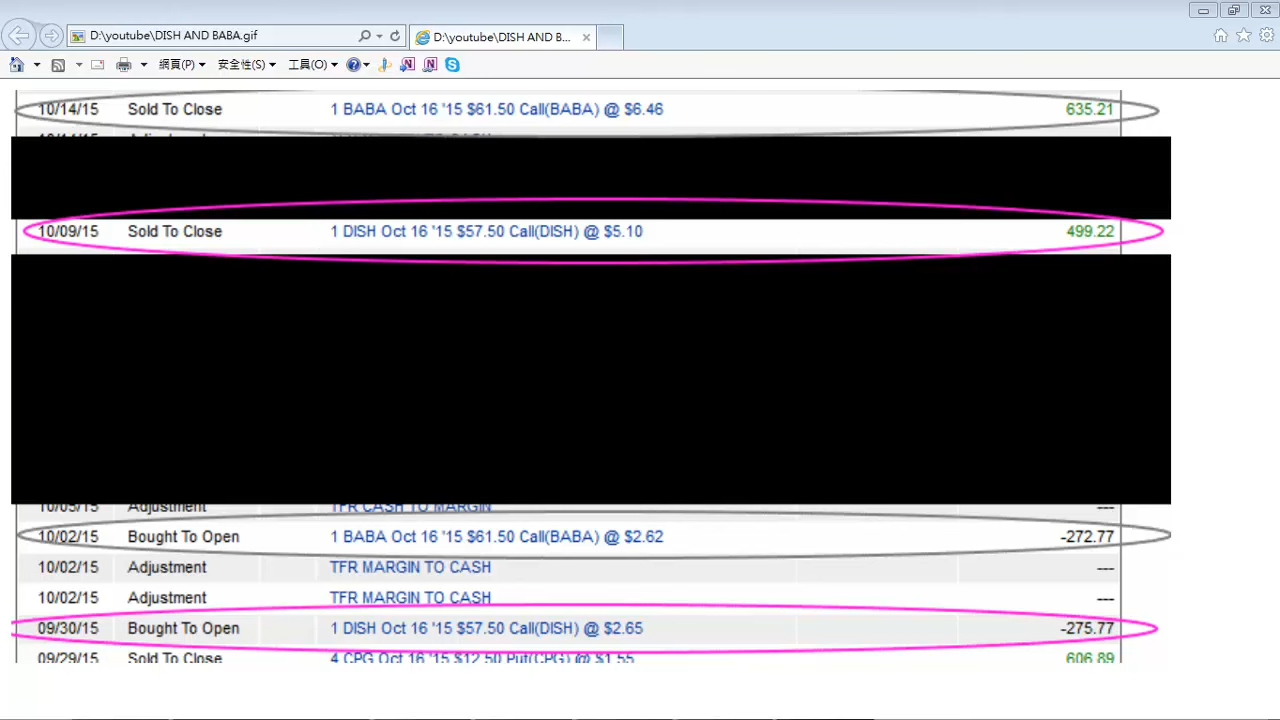 D:\youtube\DISH AND BABA.gif
D:\youtube\DISH AND B...
網頁(P) 安全性(S) 工具(O)
10/14/15 Sold To Close 1 BABA Oct 16 '15 $61.50 Call(BABA) @ $6.46 635.21
10/09/15 Sold To Close 1 DISH Oct 16 '15 $57.50 Call(DISH) @ $5.10 499.22
10/05/15 Adjustment TFR CASH TO MARGIN ---
10/02/15 Bought To Open 1 BABA Oct 16 '15 $61.50 Call(BABA) @ $2.62 -272.77
10/02/15 Adjustment TFR MARGIN TO CASH ---
10/02/15 Adjustment TFR MARGIN TO CASH ---
09/30/15 Bought To Open 1 DISH Oct 16 '15 $57.50 Call(DISH) @ $2.65 -275.77
09/29/15 Sold To Close 4 CPG Oct 16 '15 $12.50 Put(CPG) @ $1.55 606.89